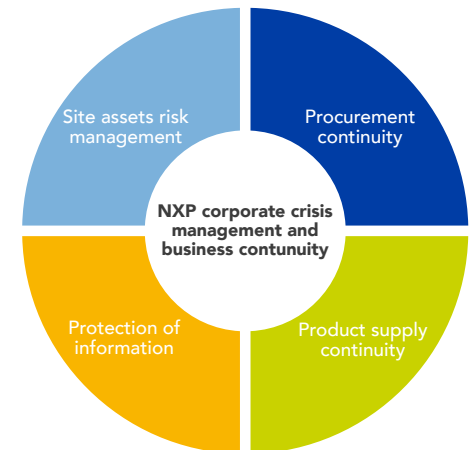 Site assets risk
management
Procurement
continuity
NXP corporate crisis
management and
business contunuity
Protection of
information
Product supply
continuity